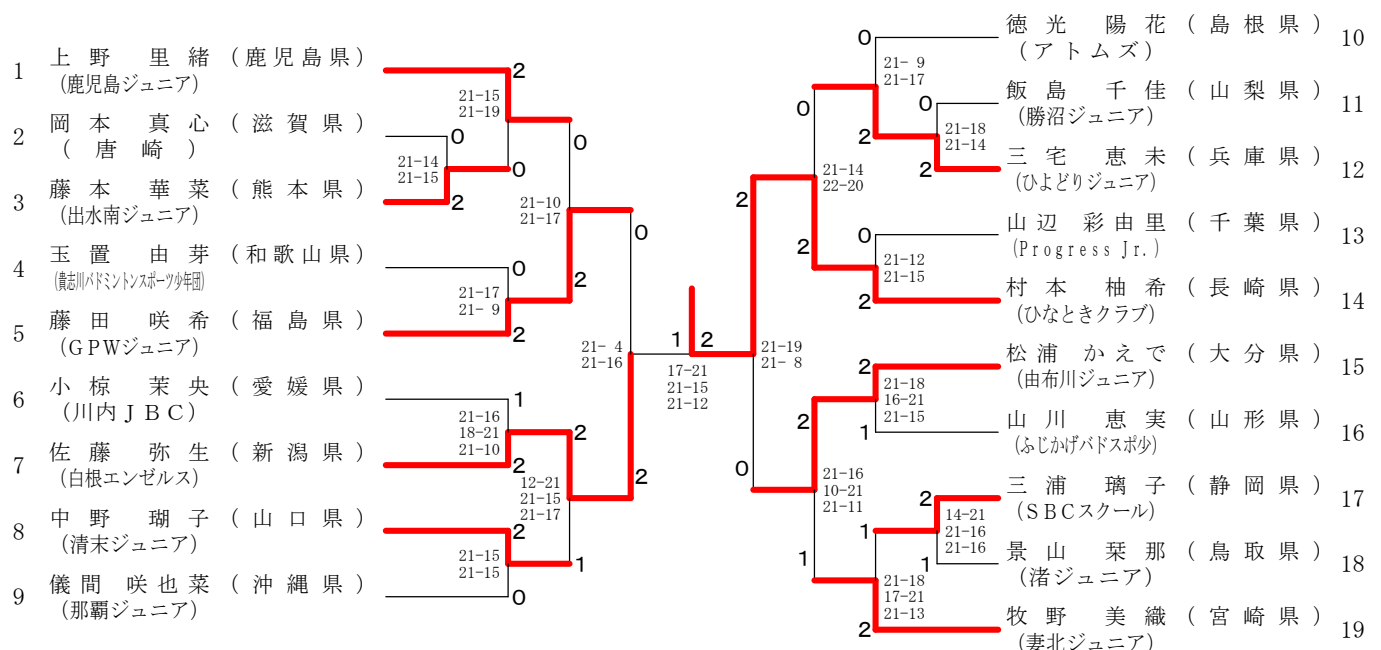 1 上野 里緒 (鹿児島県)
(鹿児島ジュニア)
2 岡本 真心 (滋賀県)
(唐崎)
3 藤本 華菜 (熊本県)
(出水南ジュニア)
4 玉置 由芽 (和歌山県)
(貴志川バドミントンスポーツ少年団)
5 藤田 咲希 (福島県)
(GPWジュニア)
6 小椋 茉央 (愛媛県)
(川内JBC)
7 佐藤 弥生 (新潟県)
(白根エンゼルス)
8 中野 瑚子 (山口県)
(清末ジュニア)
9 儀間 咲也菜 (沖縄県)
(那覇ジュニア)
2
21-15
21-19
0
0
21-14
21-15
2
0
21-10
21-17
2
0
21-17
21- 9
2
0
21- 4
21-16
2
1
21-16
18-21
21-10
2
2
12-21
21-15
21-17
1
2
21-15
21-15
0
1 2
17-21
21-15
21-12
徳光 陽花 (島根県) 10
(アトムズ)
飯島 千佳 (山梨県) 11
(勝沼ジュニア)
三宅 恵未 (兵庫県) 12
(ひよどりジュニア)
山辺 彩由里 (千葉県) 13
(Progress Jr.)
村本 柚希 (長崎県) 14
(ひなときクラブ)
松浦 かえで (大分県) 15
(由布川ジュニア)
山川 恵実 (山形県) 16
(ふじかげバドスポ少)
三浦 璃子 (静岡県) 17
(SBCスクール)
景山 栞那 (鳥取県) 18
(渚ジュニア)
牧野 美織 (宮崎県) 19
(妻北ジュニア)
0
21- 9
21-17
2
0
21-18
21-14
2
0
21-14
22-20
2
0
21-12
21-15
2
2
21-19
21- 8
0
2
21-18
16-21
21-15
1
2
21-16
10-21
21-11
1
2
14-21
21-16
21-16
1
1
21-18
17-21
21-13
2